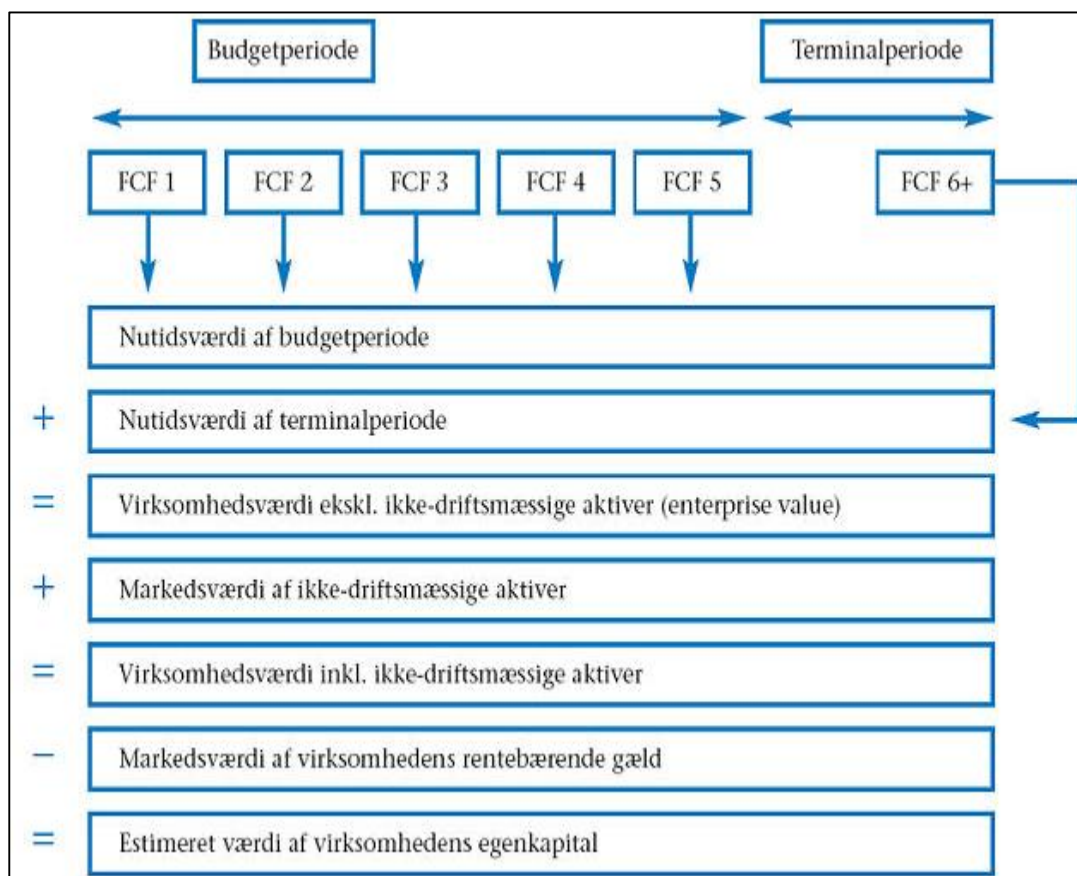 Budgetperiode
Terminalperiode
FCF 1
FCF 2
FCF 3
FCF 4
FCF 5
FCF 6+
Nutidsværdi af budgetperiode
+ Nutidsværdi af terminalperiode
= Virksomhedsværdi ekskl. ikke-driftsmæssige aktiver (enterprise value)
+ Markedsværdi af ikke-driftsmæssige aktiver
= Virksomhedsværdi inkl. ikke-driftsmæssige aktiver
− Markedsværdi af virksomhedens rentebærende gæld
= Estimeret værdi af virksomhedens egenkapital